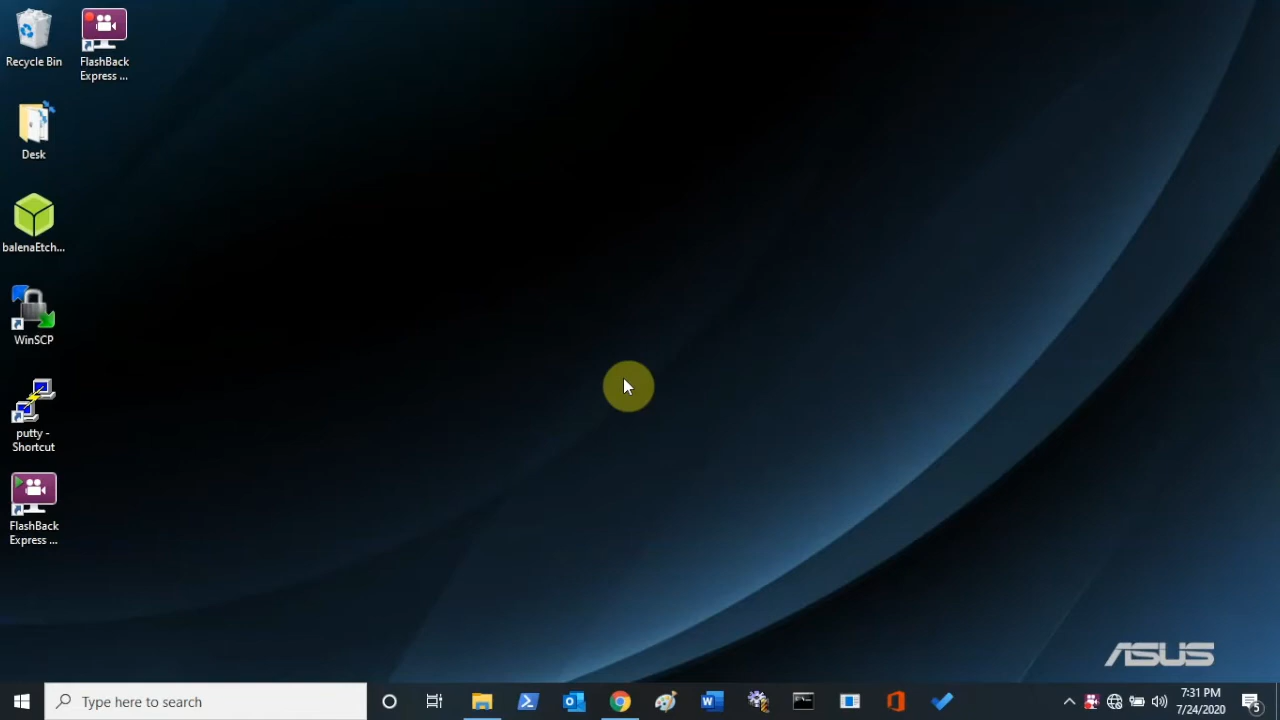 Recycle Bin
FlashBack
Express ...
Desk
balenaEtch...
WinSCP
putty -
Shortcut
FlashBack
Express ...
ASUS
Type here to search
7:31 PM
7/24/2020
5